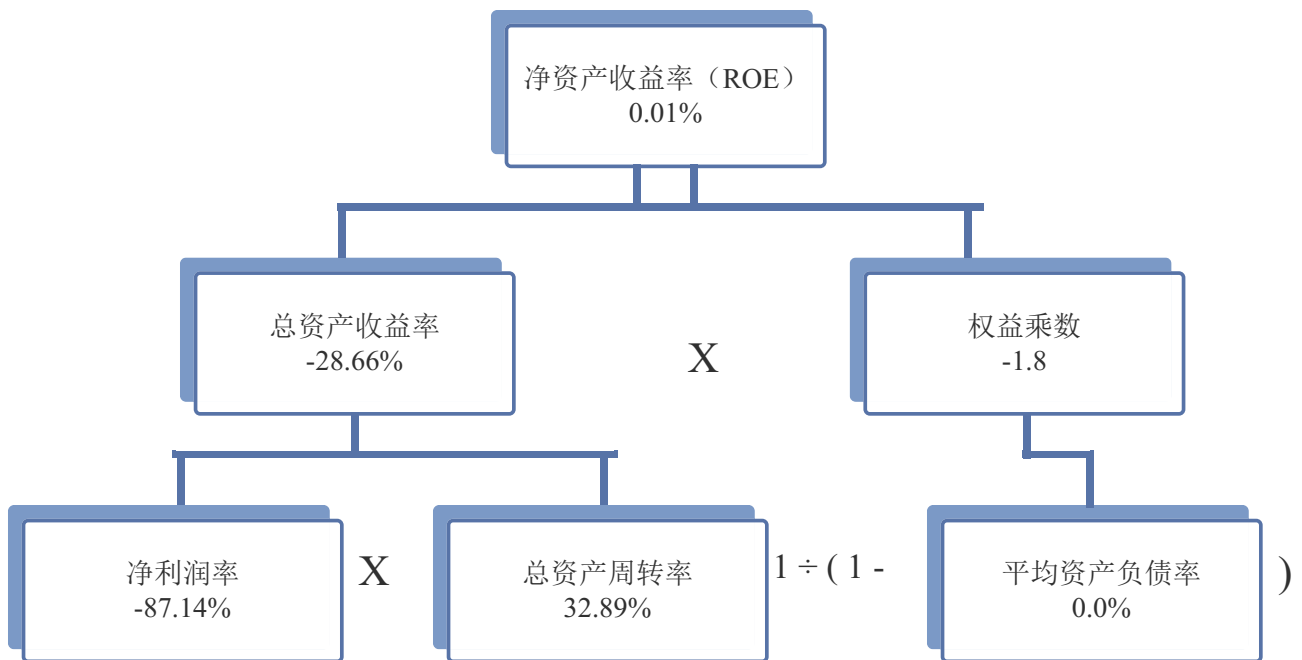 净资产收益率（ROE）
0.01%
总资产收益率
-28.66%
X
权益乘数
-1.8
净利润率
-87.14%
X
总资产周转率
32.89%
1 ÷ ( 1 -
平均资产负债率
0.0%
)